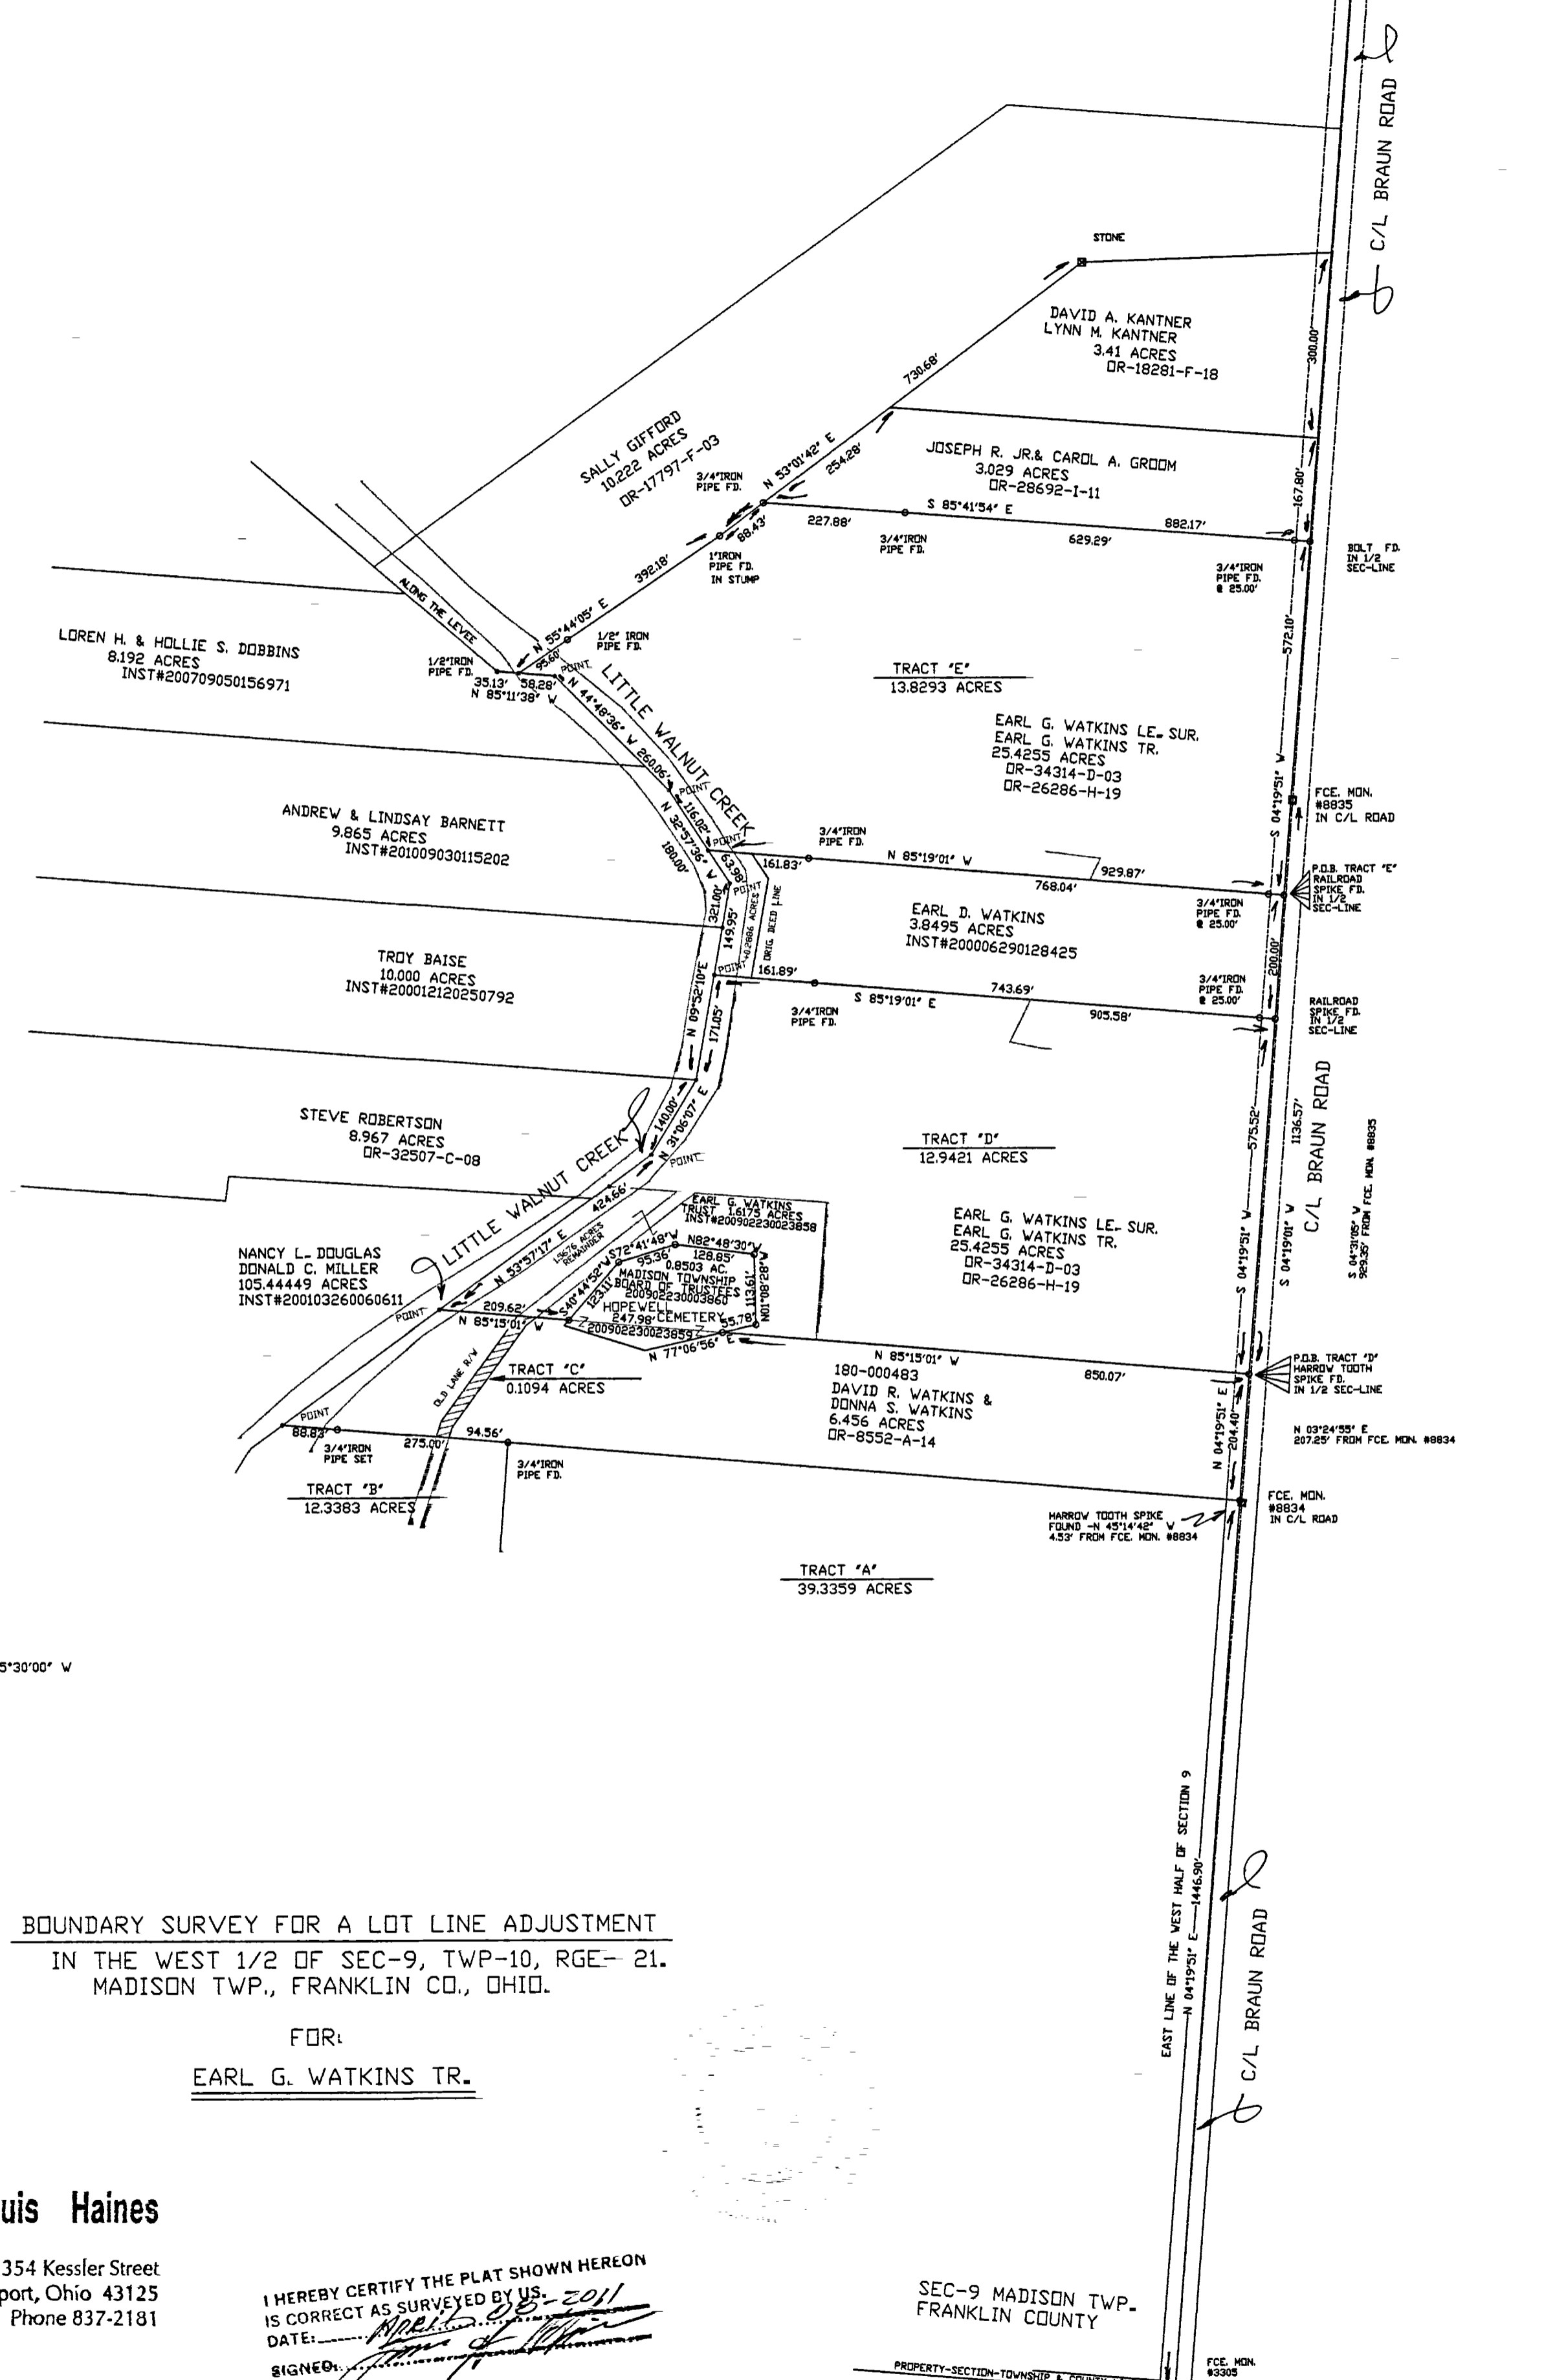 C/L BRAUN ROAD
STONE
DAVID A. KANTNER
LYNN M. KANTNER
3.41 ACRES
OR-18281-F-18
300.00'
730.68'
SALLY GIFFORD
10.222 ACRES
OR-17797-F-03
JOSEPH R. JR.& CAROL A. GROOM
3.029 ACRES
OR-28692-I-11
N 53°01'42" E
254.28'
3/4"IRON
PIPE FD.
167.80'
S 85°41'54" E
227.88'
882.17'
629.29'
88.43'
3/4"IRON
PIPE FD.
1"IRON
PIPE FD.
IN STUMP
392.18'
BOLT FD.
IN 1/2
SEC-LINE
3/4"IRON
PIPE FD.
@ 25.00'
ALONG THE LEVEE
N 55°44'05" E
95.60'
1/2" IRON
PIPE FD.
1/2"IRON
PIPE FD.
35.13'
58.28'
N 85°11'38" W
POINT
LOREN H. & HOLLIE S. DOBBINS
8.192 ACRES
INST#200709050156971
572.10'
TRACT "E"
13.8293 ACRES
LITTLE WALNUT CREEK
N 44°48'36" W 260.06'
EARL G. WATKINS LE. SUR.
EARL G. WATKINS TR.
25.4255 ACRES
OR-34314-D-03
OR-26286-H-19
S 04°19'51" W
FCE. MON.
#8835
IN C/L ROAD
POINT
116.02'
N 32°57'36" W
180.00'
POINT
63.98'
ANDREW & LINDSAY BARNETT
9.865 ACRES
INST#201009030115202
161.83'
3/4"IRON
PIPE FD.
N 85°19'01" W
929.87'
768.04'
P.O.B. TRACT "E"
RAILROAD
SPIKE FD.
IN 1/2
SEC-LINE
3/4"IRON
PIPE FD.
@ 25.00'
POINT
321.00'
149.95'
+0.2886 ACRES
ORIG DEED LINE
EARL D. WATKINS
3.8495 ACRES
INST#200006290128425
200.00'
TROY BAISE
10.000 ACRES
INST#200012120250792
POINT
161.89'
3/4"IRON
PIPE FD.
S 85°19'01" E
743.69'
905.58'
3/4"IRON
PIPE FD.
@ 25.00'
RAILROAD
SPIKE FD.
IN 1/2
SEC-LINE
N 09°52'10"E
171.05'
C/L BRAUN ROAD
575.52'
1136.57'
STEVE ROBERTSON
8.967 ACRES
OR-32507-C-08
140.00'
N 31°06'07" E
POINT
TRACT "D"
12.9421 ACRES
S 04°31'05" W
929.35' FROM FCE. MON. #8835
LITTLE WALNUT CREEK
424.66'
N 53°57'17" E
1.5676 ACRES
REMAINDER
EARL G. WATKINS
TRUST 1.6175 ACRES
INST#200902230023858
EARL G. WATKINS LE. SUR.
EARL G. WATKINS TR.
25.4255 ACRES
OR-34314-D-03
OR-26286-H-19
S 04°19'51" W
S 04°19'01" W
NANCY L. DOUGLAS
DONALD C. MILLER
105.44449 ACRES
INST#200103260060611
S72°41'48"W
95.36'
N82°48'30"W
128.85'
0.8503 AC.
MADISON TOWNSHIP
BOARD OF TRUSTEES
200902230003860
HOPEWELL
CEMETERY
S40°44'52"W
123.11'
113.61'
N01°08'28"W
247.98'
55.78'
200902230023859
N 77°06'56" E
POINT
209.62'
N 85°15'01" W
N 85°15'01" W
850.07'
P.O.B. TRACT "D"
HARROW TOOTH
SPIKE FD.
IN 1/2 SEC-LINE
OLD LANE R/W
TRACT "C"
0.1094 ACRES
180-000483
DAVID R. WATKINS &
DONNA S. WATKINS
6.456 ACRES
OR-8552-A-14
N 04°19'51" E
204.40'
N 03°24'55" E
207.25' FROM FCE. MON. #8834
POINT
88.83'
3/4"IRON
PIPE SET
275.00'
94.56'
3/4"IRON
PIPE FD.
TRACT "B"
12.3383 ACRES
FCE. MON.
#8834
IN C/L ROAD
HARROW TOOTH SPIKE
FOUND -N 45°14'42" W
4.53' FROM FCE. MON. #8834
TRACT "A"
39.3359 ACRES
5°30'00" W
EAST LINE OF THE WEST HALF OF SECTION 9
N 04°19'51" E
1446.90'
C/L BRAUN ROAD
BOUNDARY SURVEY FOR A LOT LINE ADJUSTMENT
IN THE WEST 1/2 OF SEC-9, TWP-10, RGE- 21.
MADISON TWP., FRANKLIN CO., OHIO.
FOR:
EARL G. WATKINS TR.
uis Haines
354 Kessler Street
port, Ohio 43125
Phone 837-2181
I HEREBY CERTIFY THE PLAT SHOWN HEREON
IS CORRECT AS SURVEYED BY US.
DATE: April 08-2011
SIGNED:
SEC-9 MADISON TWP.
FRANKLIN COUNTY
PROPERTY-SECTION-TOWNSHIP &
FCE. MON.
#3305